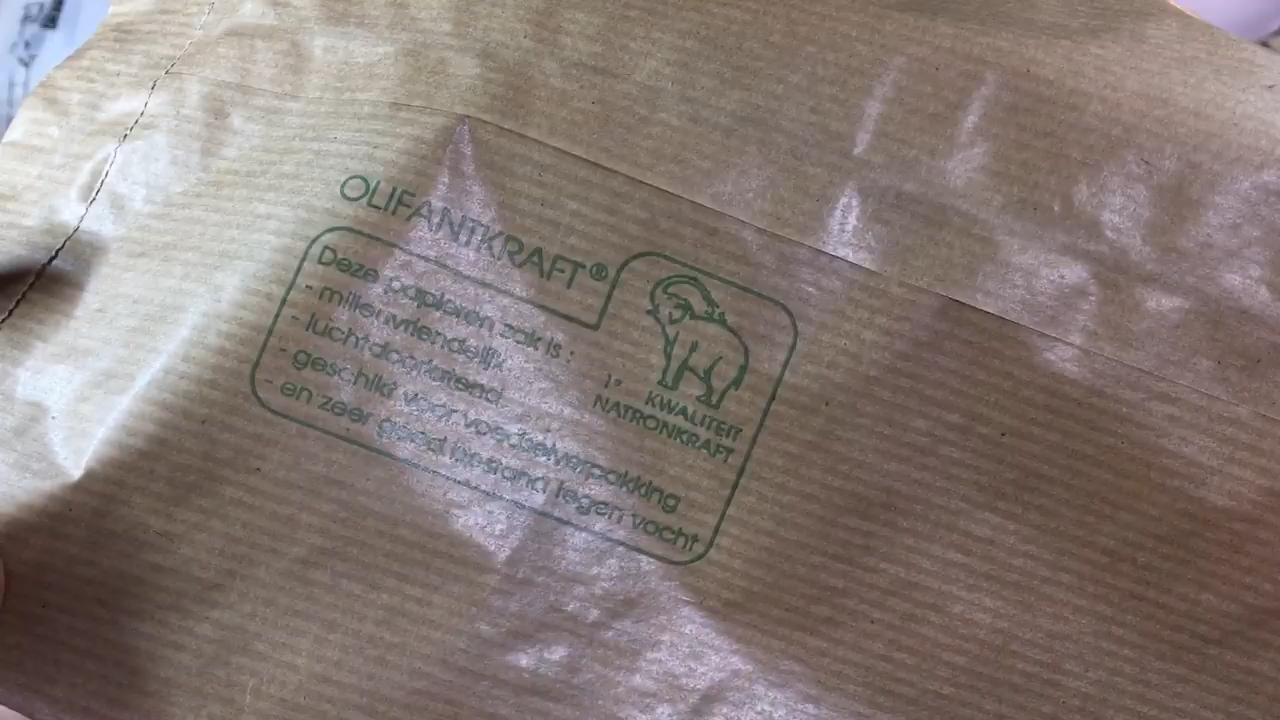 OLIFANTKRAFT®
Deze papieren zak is :
- milieuvriendelijk
- luchtdoorlatend
- geschikt voor voedselverpakking
- en zeer goed bestand tegen vocht
1°
KWALITEIT
NATRONKRAFT